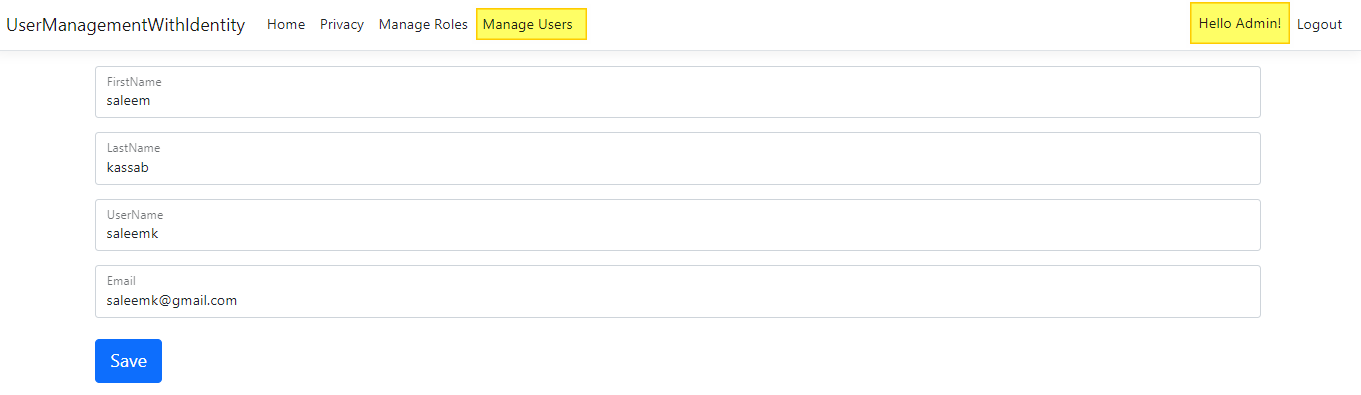 UserManagementWithIdentity Home Privacy Manage Roles Manage Users Hello Admin! Logout
FirstName
saleem
LastName
kassab
UserName
saleemk
Email
saleemk@gmail.com
Save